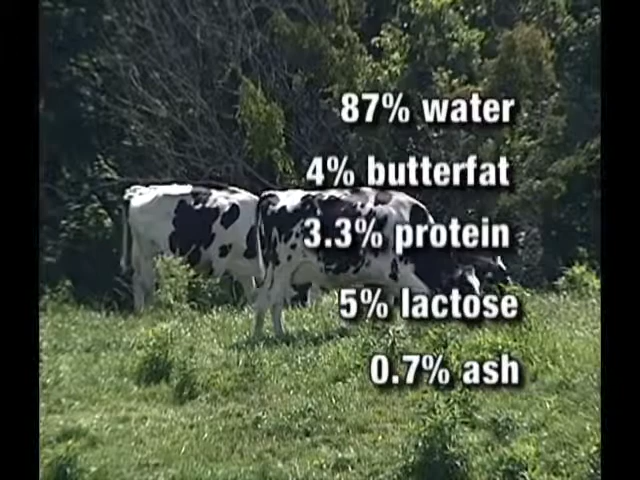 87% water
4% butterfat
3.3% protein
5% lactose
0.7% ash